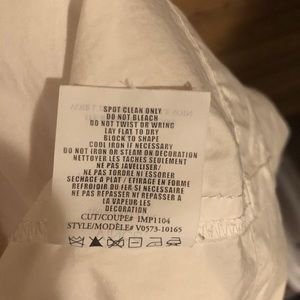 SPOT CLEAN ONLY
DO NOT BLEACH
DO NOT TWIST OR WRING
LAY FLAT TO DRY
BLOCK TO SHAPE
COOL IRON IF NECESSARY
DO NOT IRON OR STEAM ON DECORATION
NETTOYER LES TACHES SEULEMENT
NE PAS JAVELLISER/
NE PAS TORDRE NI ESSORER
SECHAGE A PLAT / ETIRAGE EN FORME
REFROIDIR OU FER SI NECESSAIRE
NE PAS REPASSER NI PASSER
A LA VAPEUR LES
DECORATION
CUT/COUPE# IMP1104
STYLE/MODÈLE# V0573-10165